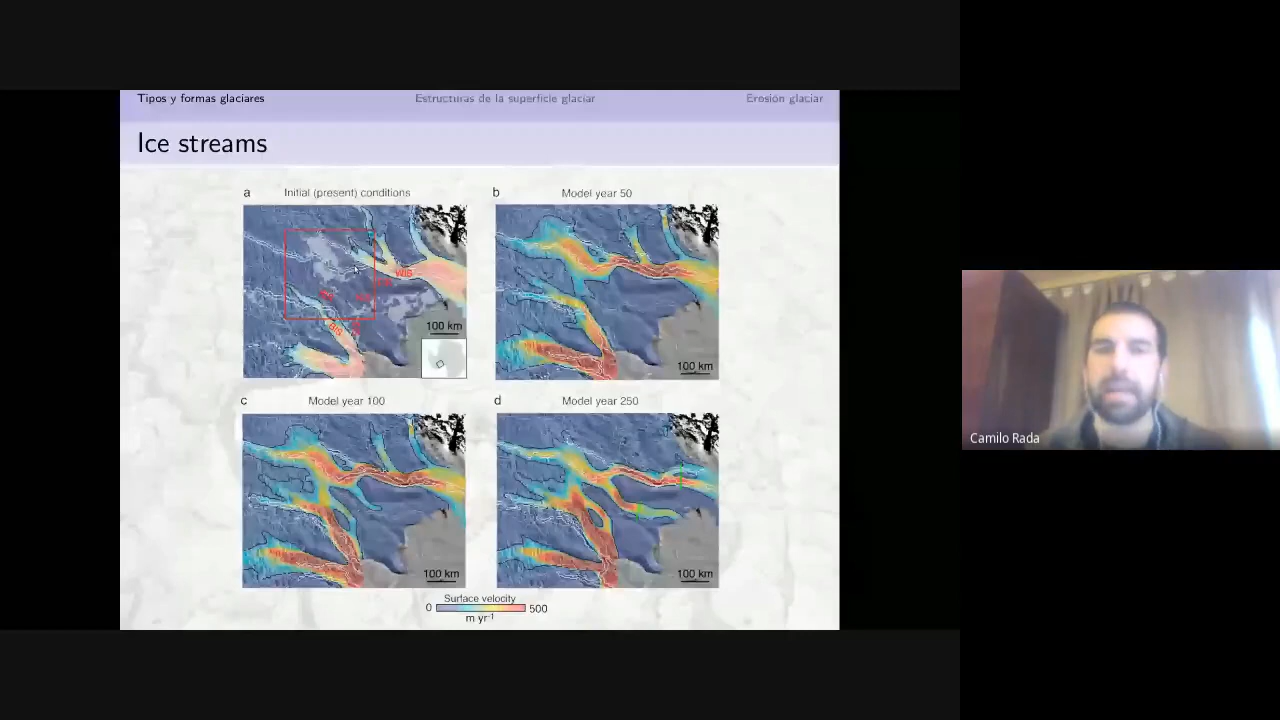 Tipos y formas glaciares
Estructuras de la superficie glaciar
Erosión glaciar
Ice streams
a
Initial (present) conditions
b
Model year 50
WIS
BIS
100 km
100 km
c
Model year 100
d
Model year 250
100 km
100 km
Surface velocity
0
500
m yr-1
Camilo Rada